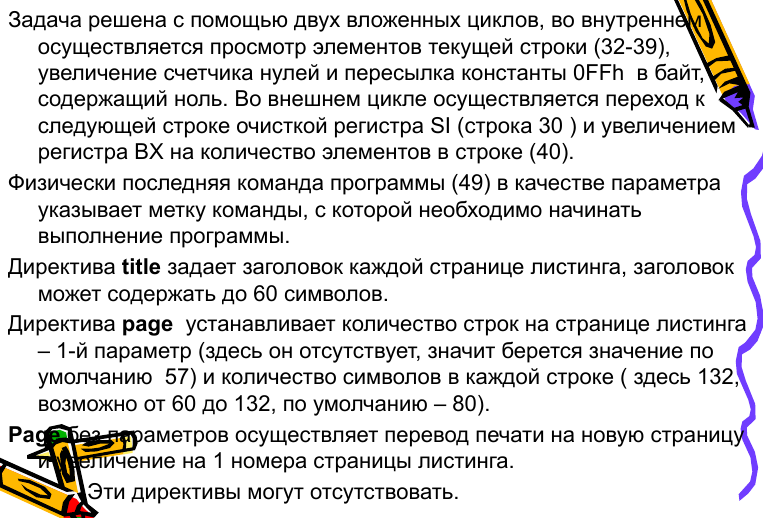 Задача решена с помощью двух вложенных циклов, во внутреннем
осуществляется просмотр элементов текущей строки (32-39),
увеличение счетчика нулей и пересылка константы 0FFh в байт,
содержащий ноль. Во внешнем цикле осуществляется переход к
следующей строке очисткой регистра SI (строка 30 ) и увеличением
регистра BX на количество элементов в строке (40).
Физически последняя команда программы (49) в качестве параметра
указывает метку команды, с которой необходимо начинать
выполнение программы.
Директива title задает заголовок каждой странице листинга, заголовок
может содержать до 60 символов.
Директива page устанавливает количество строк на странице листинга
– 1-й параметр (здесь он отсутствует, значит берется значение по
умолчанию 57) и количество символов в каждой строке ( здесь 132,
возможно от 60 до 132, по умолчанию – 80).
Page без параметров осуществляет перевод печати на новую страницу
и увеличение на 1 номера страницы листинга.
Эти директивы могут отсутствовать.